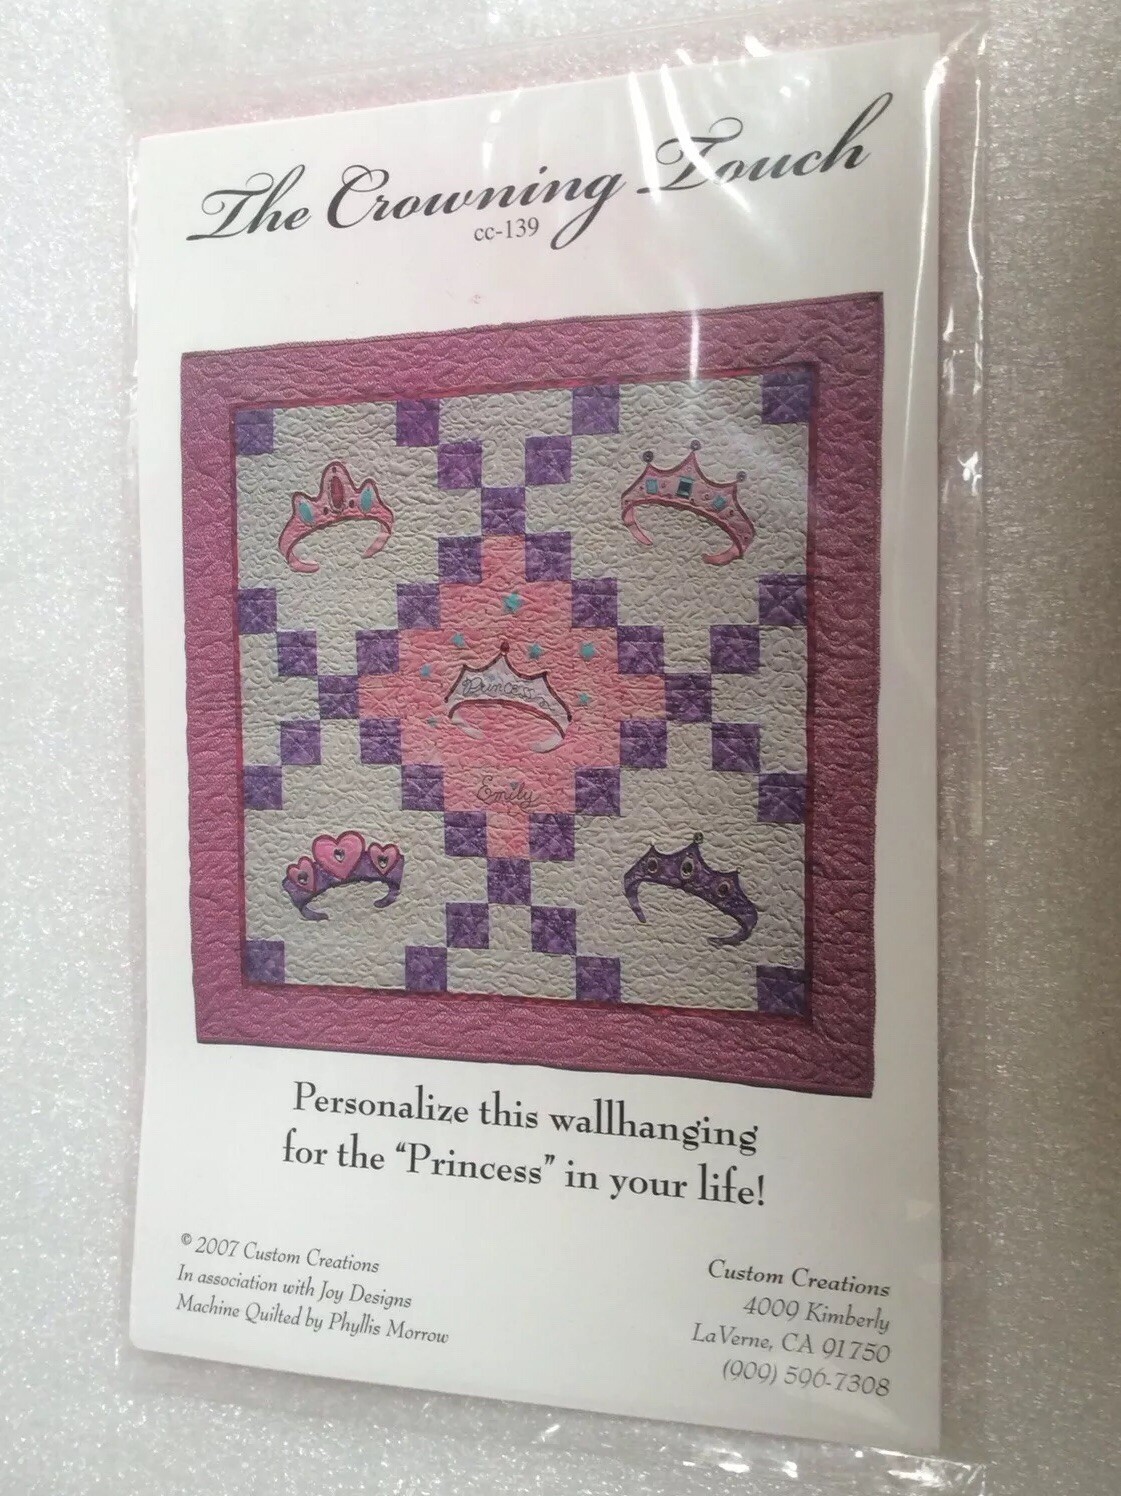 The Crowning Touch
cc-139
Princess
Emily
Personalize this wallhanging
for the “Princess” in your life!
© 2007 Custom Creations
In association with Joy Designs
Machine Quilted by Phyllis Morrow
Custom Creations
4009 Kimberly
LaVerne, CA 91750
(909) 596-7308